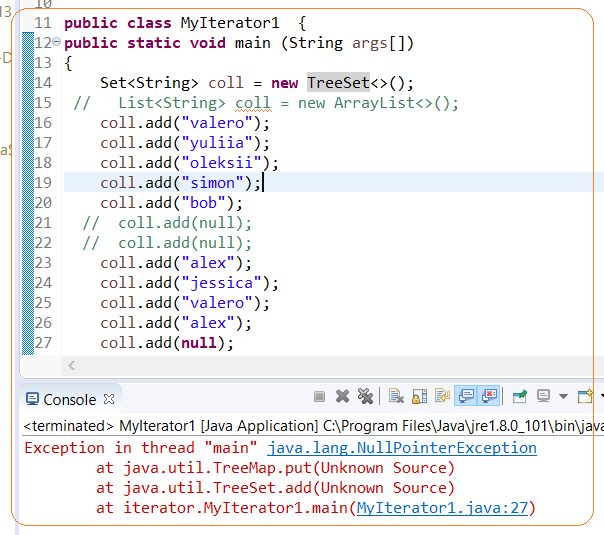 13
-D
aS
10
11 public class MyIterator1  {
12 public static void main (String args[])
13 {
14     Set<String> coll = new TreeSet<>();
15  //   List<String> coll = new ArrayList<>();
16     coll.add("valero");
17     coll.add("yuliia");
18     coll.add("oleksii");
19     coll.add("simon");
20     coll.add("bob");
21   //  coll.add(null);
22   //  coll.add(null);
23     coll.add("alex");
24     coll.add("jessica");
25     coll.add("valero");
26     coll.add("alex");
27     coll.add(null);
Console
<terminated> MyIterator1 [Java Application] C:\Program Files\Java\jre1.8.0_101\bin\java
Exception in thread "main" java.lang.NullPointerException
        at java.util.TreeMap.put(Unknown Source)
        at java.util.TreeSet.add(Unknown Source)
        at iterator.MyIterator1.main(MyIterator1.java:27)